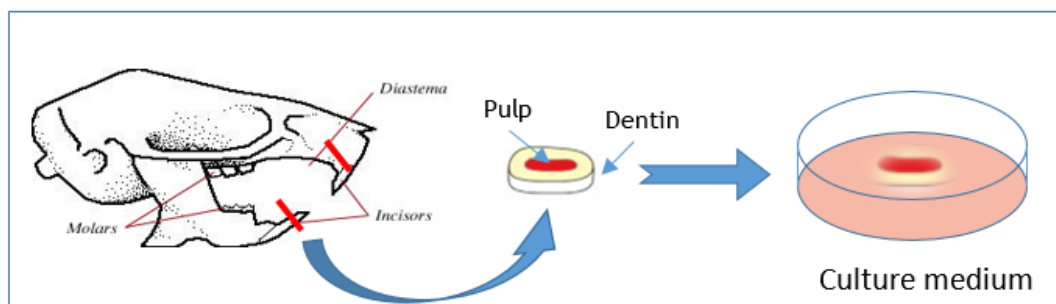 Diastema
Pulp
Dentin
Molars
Incisors
Culture medium